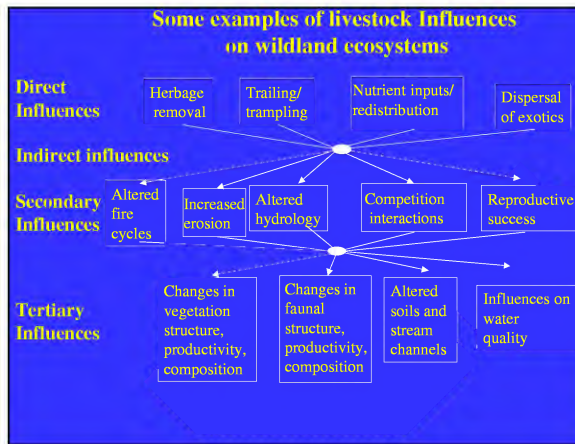 Some examples of livestock Influences
on wildland ecosystems
Direct
Influences
Herbage
removal
Trailing/
trampling
Nutrient inputs/
redistribution
Dispersal
of exotics
Indirect influences
Secondary
Influences
Altered
fire
cycles
Increased
erosion
Altered
hydrology
Competition
interactions
Reproductive
success
Tertiary
Influences
Changes in
vegetation
structure,
productivity,
composition
Changes in
faunal
structure,
productivity,
composition
Altered
soils and
stream
channels
Influences on
water
quality